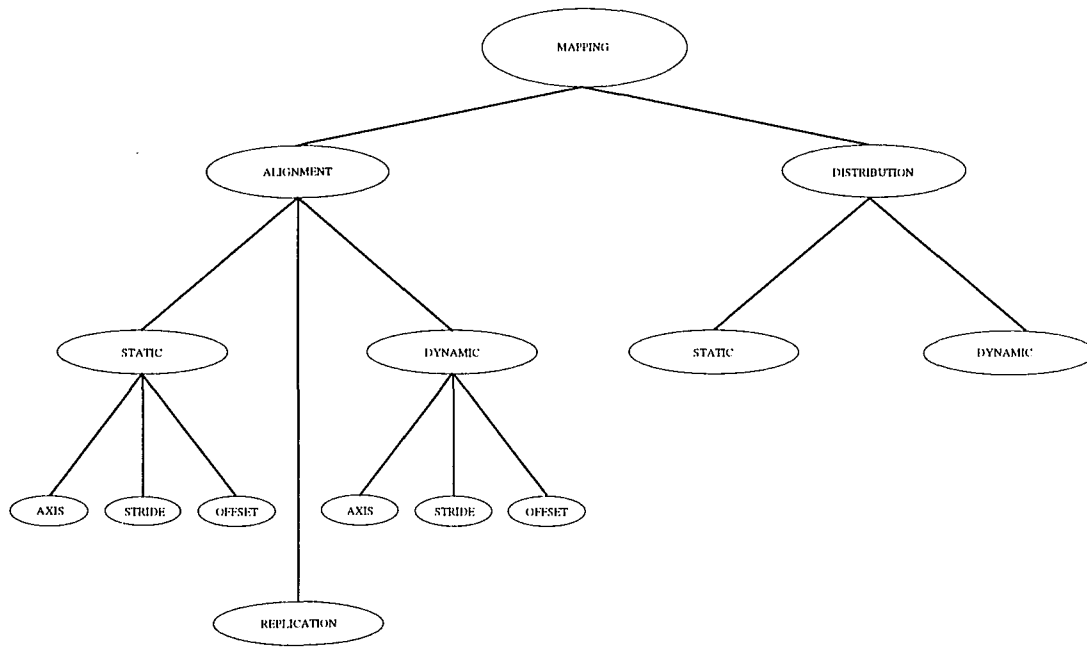 MAPPING
ALIGNMENT
DISTRIBUTION
STATIC
DYNAMIC
STATIC
DYNAMIC
AXIS
STRIDE
OFFSET
AXIS
STRIDE
OFFSET
REPLICATION